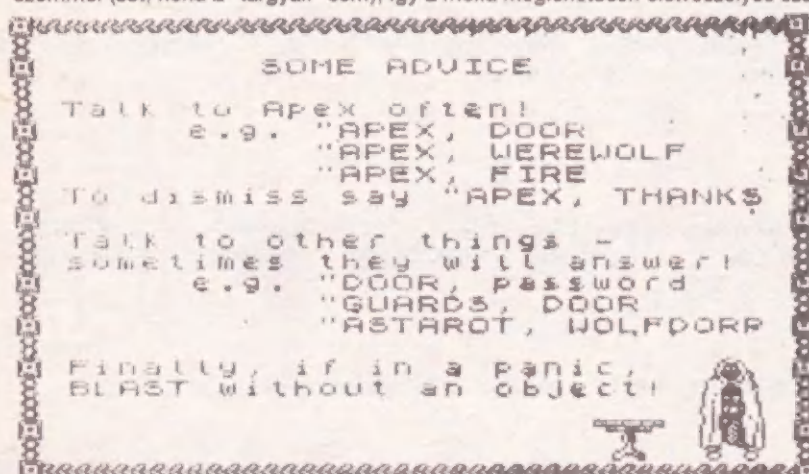 SOME ADVICE
Talk to Apex often!
e.g. "APEX, DOOR
"APEX, WEREWOLF
"APEX, FIRE
To dismiss say "APEX, THANKS
Talk to other things -
sometimes they will answer!
e.g. "DOOR, password
"GUARDS, DOOR
"ASTAROT, WOLFDORP
Finally, if in a panic,
BLAST without an object!